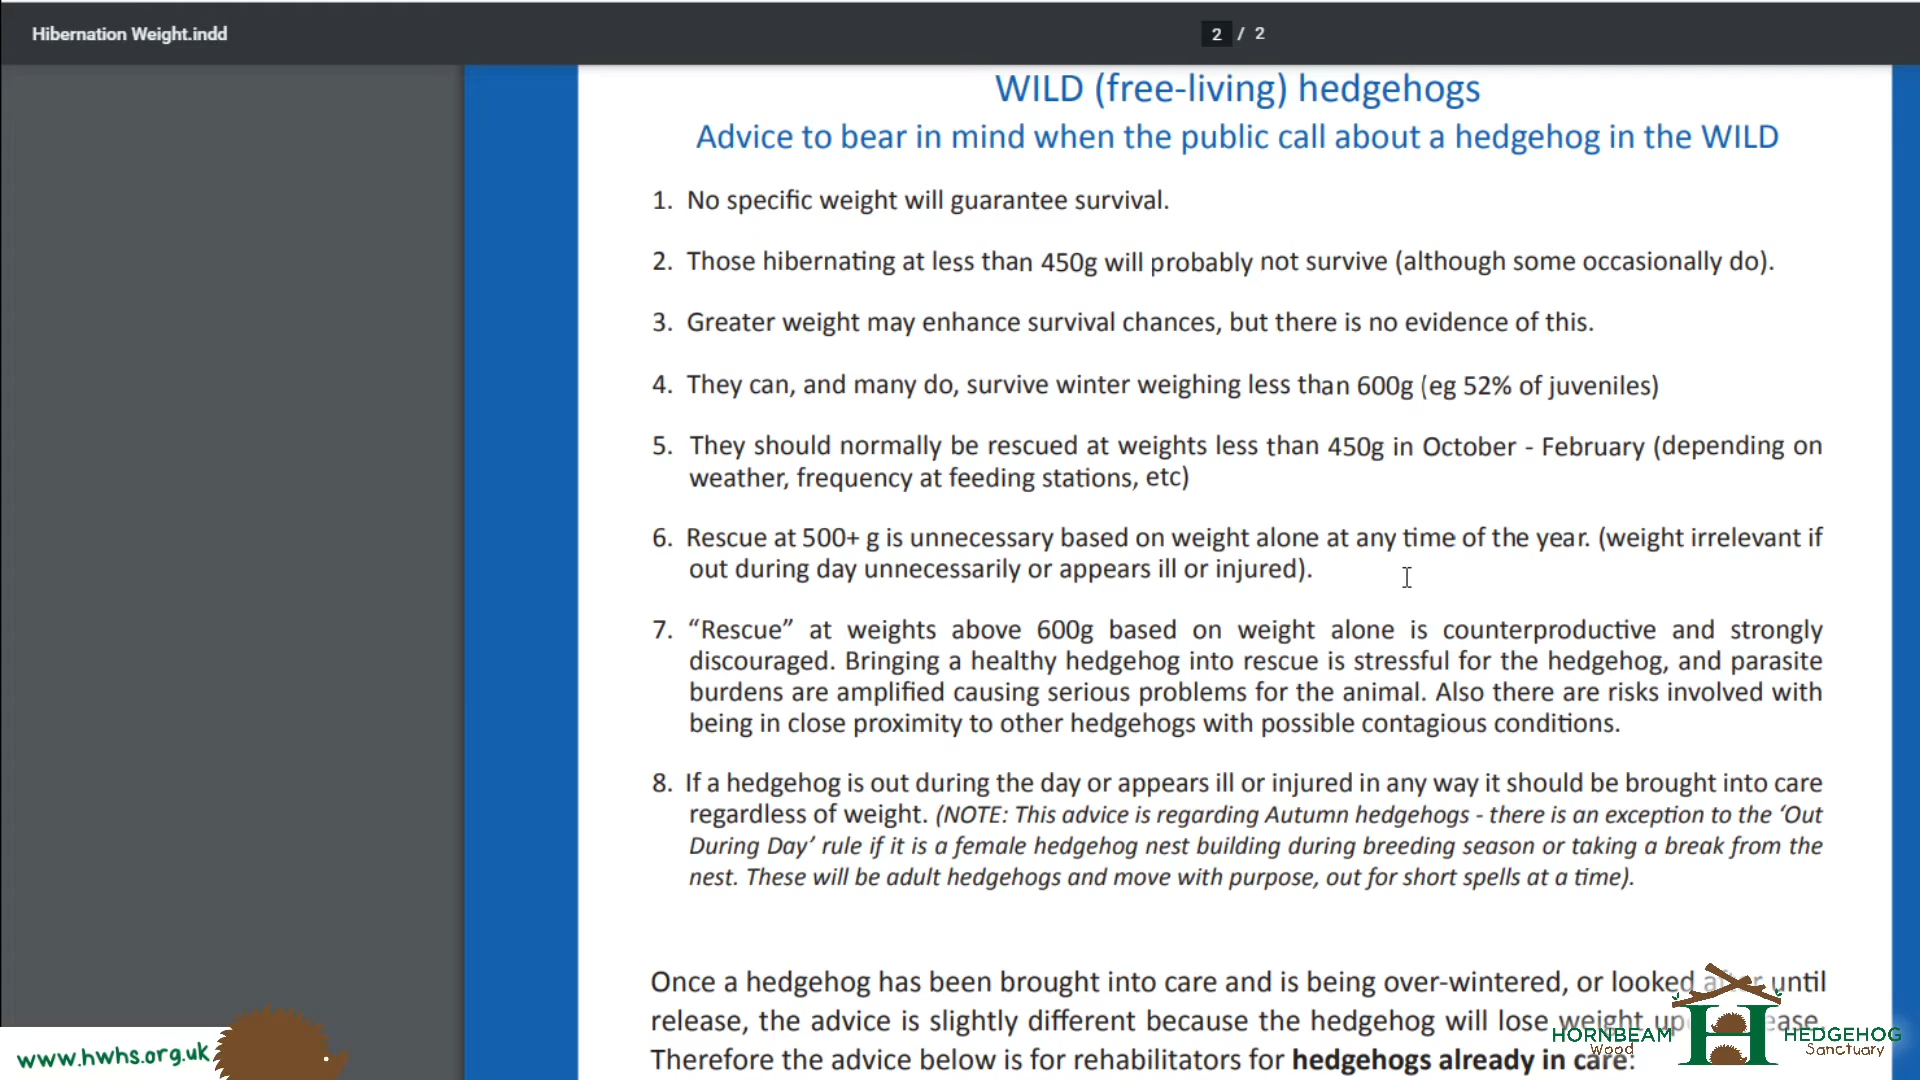 Hibernation Weight.indd
2 / 2
WILD (free-living) hedgehogs
Advice to bear in mind when the public call about a hedgehog in the WILD
1. No specific weight will guarantee survival.
2. Those hibernating at less than 450g will probably not survive (although some occasionally do).
3. Greater weight may enhance survival chances, but there is no evidence of this.
4. They can, and many do, survive winter weighing less than 600g (eg 52% of juveniles)
5. They should normally be rescued at weights less than 450g in October - February (depending on
weather, frequency at feeding stations, etc)
6. Rescue at 500+ g is unnecessary based on weight alone at any time of the year. (weight irrelevant if
out during day unnecessarily or appears ill or injured).
7. “Rescue” at weights above 600g based on weight alone is counterproductive and strongly
discouraged. Bringing a healthy hedgehog into rescue is stressful for the hedgehog, and parasite
burdens are amplified causing serious problems for the animal. Also there are risks involved with
being in close proximity to other hedgehogs with possible contagious conditions.
8. If a hedgehog is out during the day or appears ill or injured in any way it should be brought into care
regardless of weight. (NOTE: This advice is regarding Autumn hedgehogs - there is an exception to the ‘Out
During Day’ rule if it is a female hedgehog nest building during breeding season or taking a break from the
nest. These will be adult hedgehogs and move with purpose, out for short spells at a time).
Once a hedgehog has been brought into care and is being over-wintered, or looked after until
release, the advice is slightly different because the hedgehog will lose weight
Therefore the advice below is for rehabilitators for hedgehogs already in care:
www.hwhs.org.uk
HORNBEAM Wood
H
HEDGEHOG Sanctuary